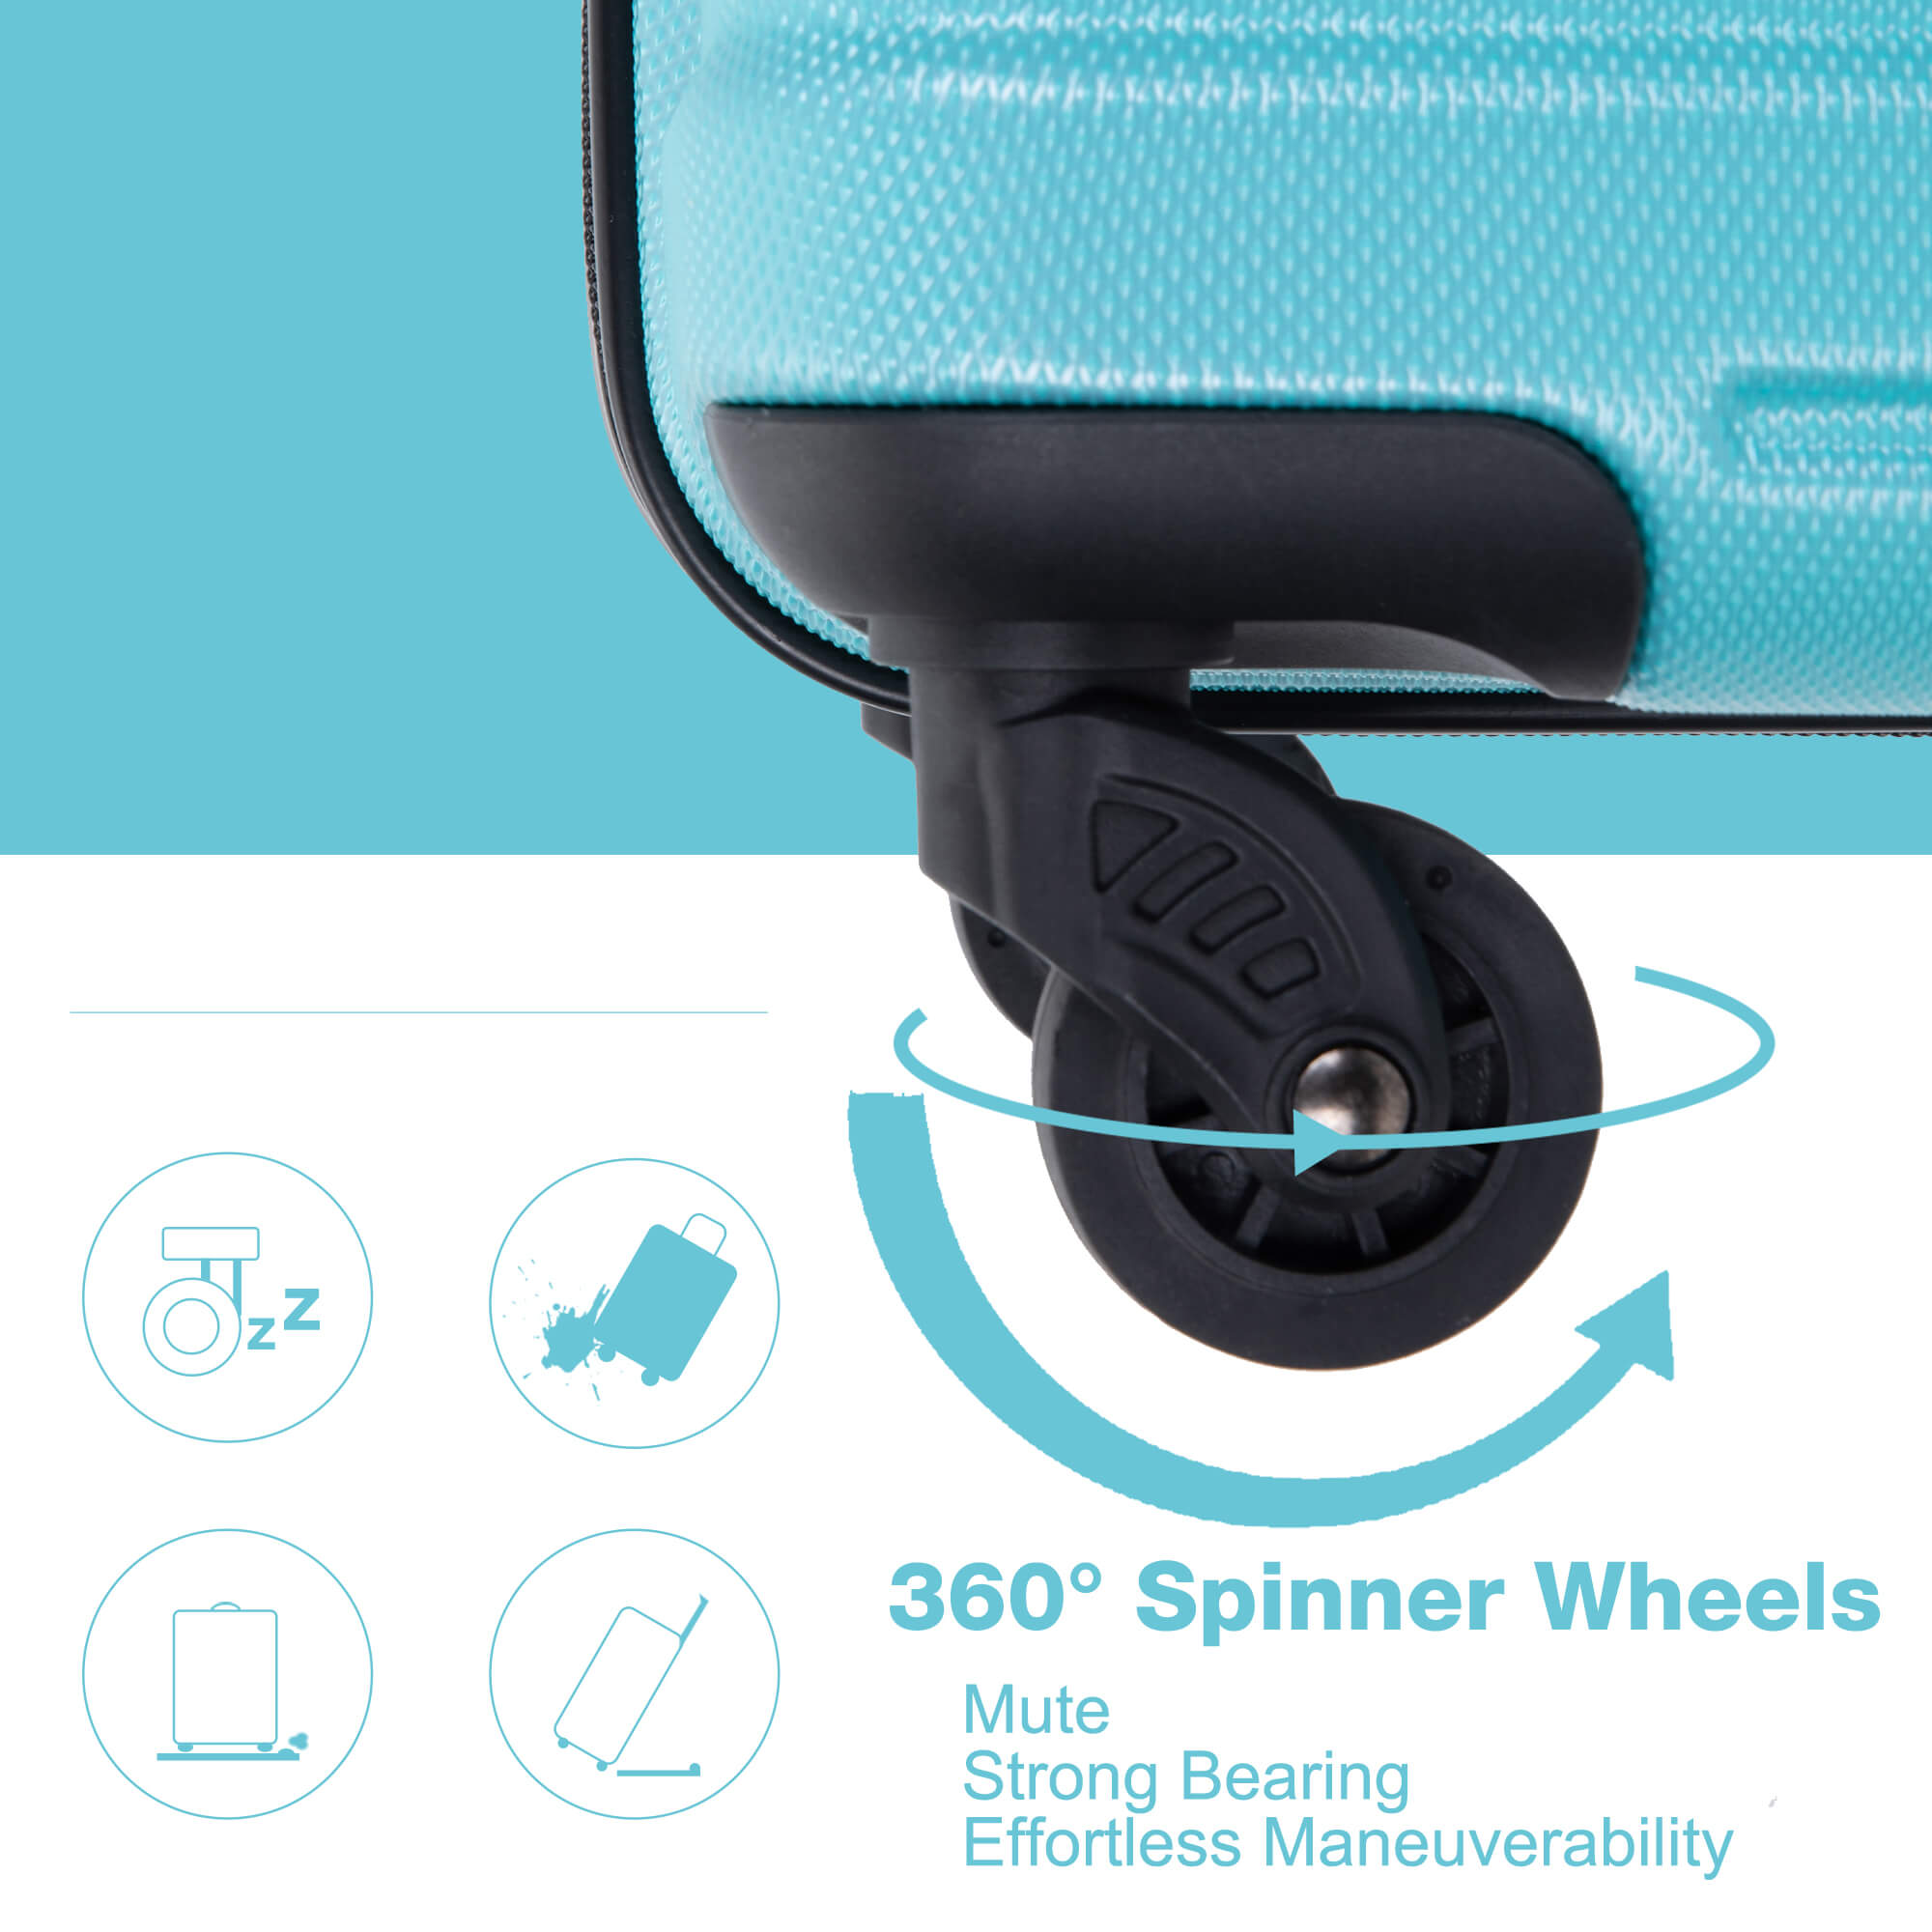 z Z
360° Spinner Wheels
Mute
Strong Bearing
Effortless Maneuverability